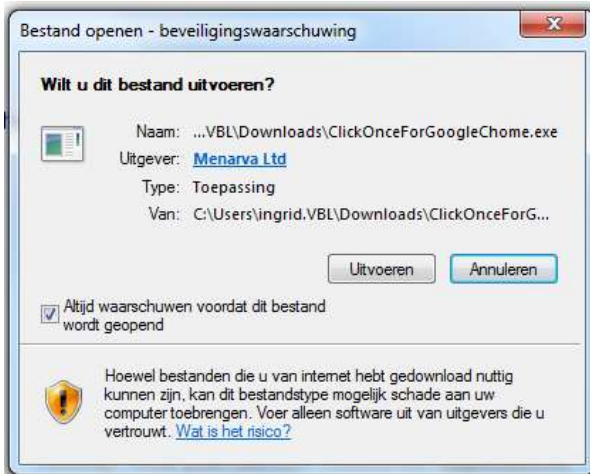 Bestand openen - beveiligingswaarschuwing
Wilt u dit bestand uitvoeren?
Naam: ...VBL\Downloads\ClickOnceForGoogleChome.exe
Uitgever: Menarva Ltd
Type: Toepassing
Van: C:\Users\ingrid.VBL\Downloads\ClickOnceForG...
Uitvoeren Annuleren
Altijd waarschuwen voordat dit bestand
wordt geopend
Hoewel bestanden die u van internet hebt gedownload nuttig
kunnen zijn, kan dit bestandstype mogelijk schade aan uw
computer toebrengen. Voer alleen software uit van uitgevers die u
vertrouwt. Wat is het risico?